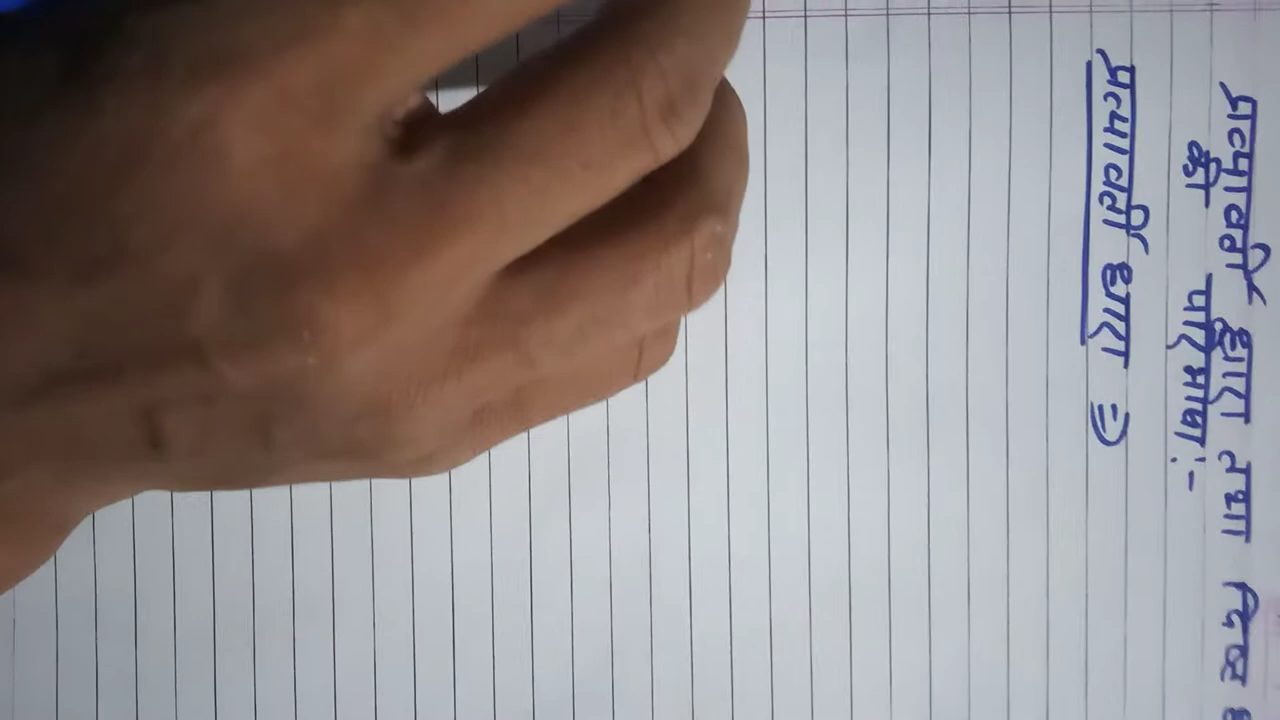 प्रत्यावर्ती धारा तथा दिष्ट
की परिभाषा:-
प्रत्यावर्ती धारा ⇒